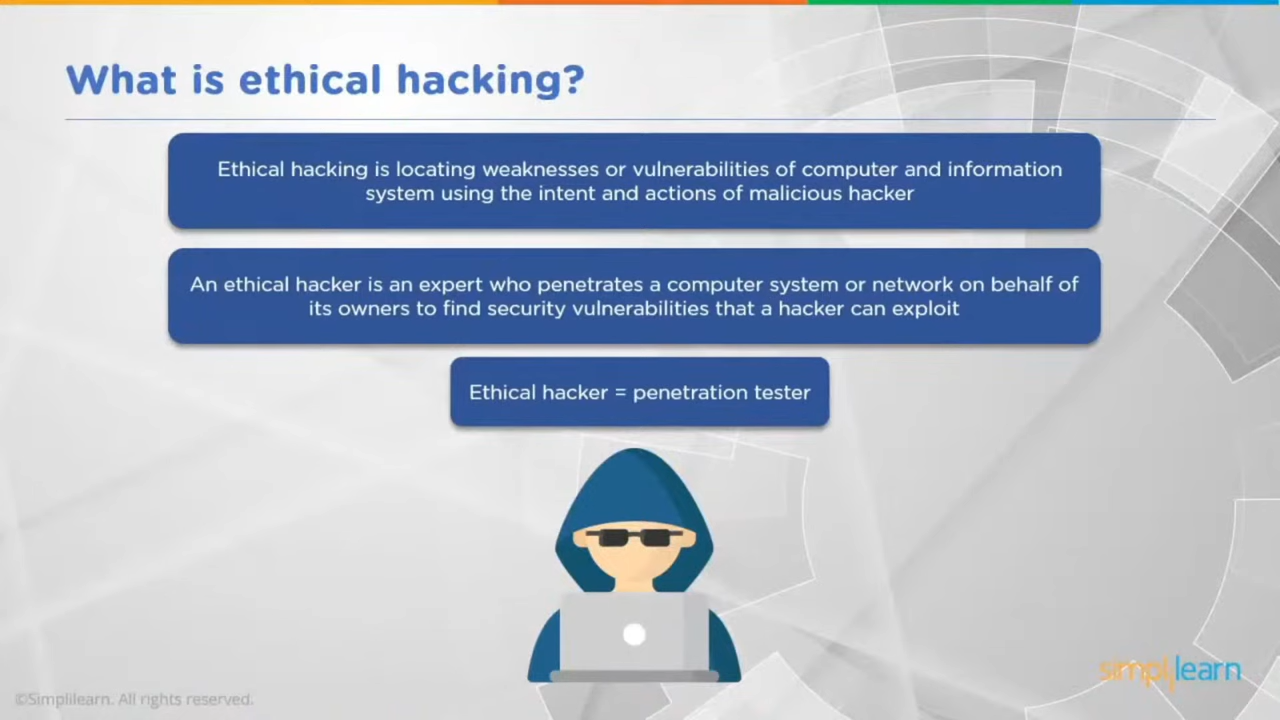 What is ethical hacking?
Ethical hacking is locating weaknesses or vulnerabilities of computer and information
system using the intent and actions of malicious hacker
An ethical hacker is an expert who penetrates a computer system or network on behalf of
its owners to find security vulnerabilities that a hacker can exploit
Ethical hacker = penetration tester
©Simplilearn. All rights reserved.
simplilearn